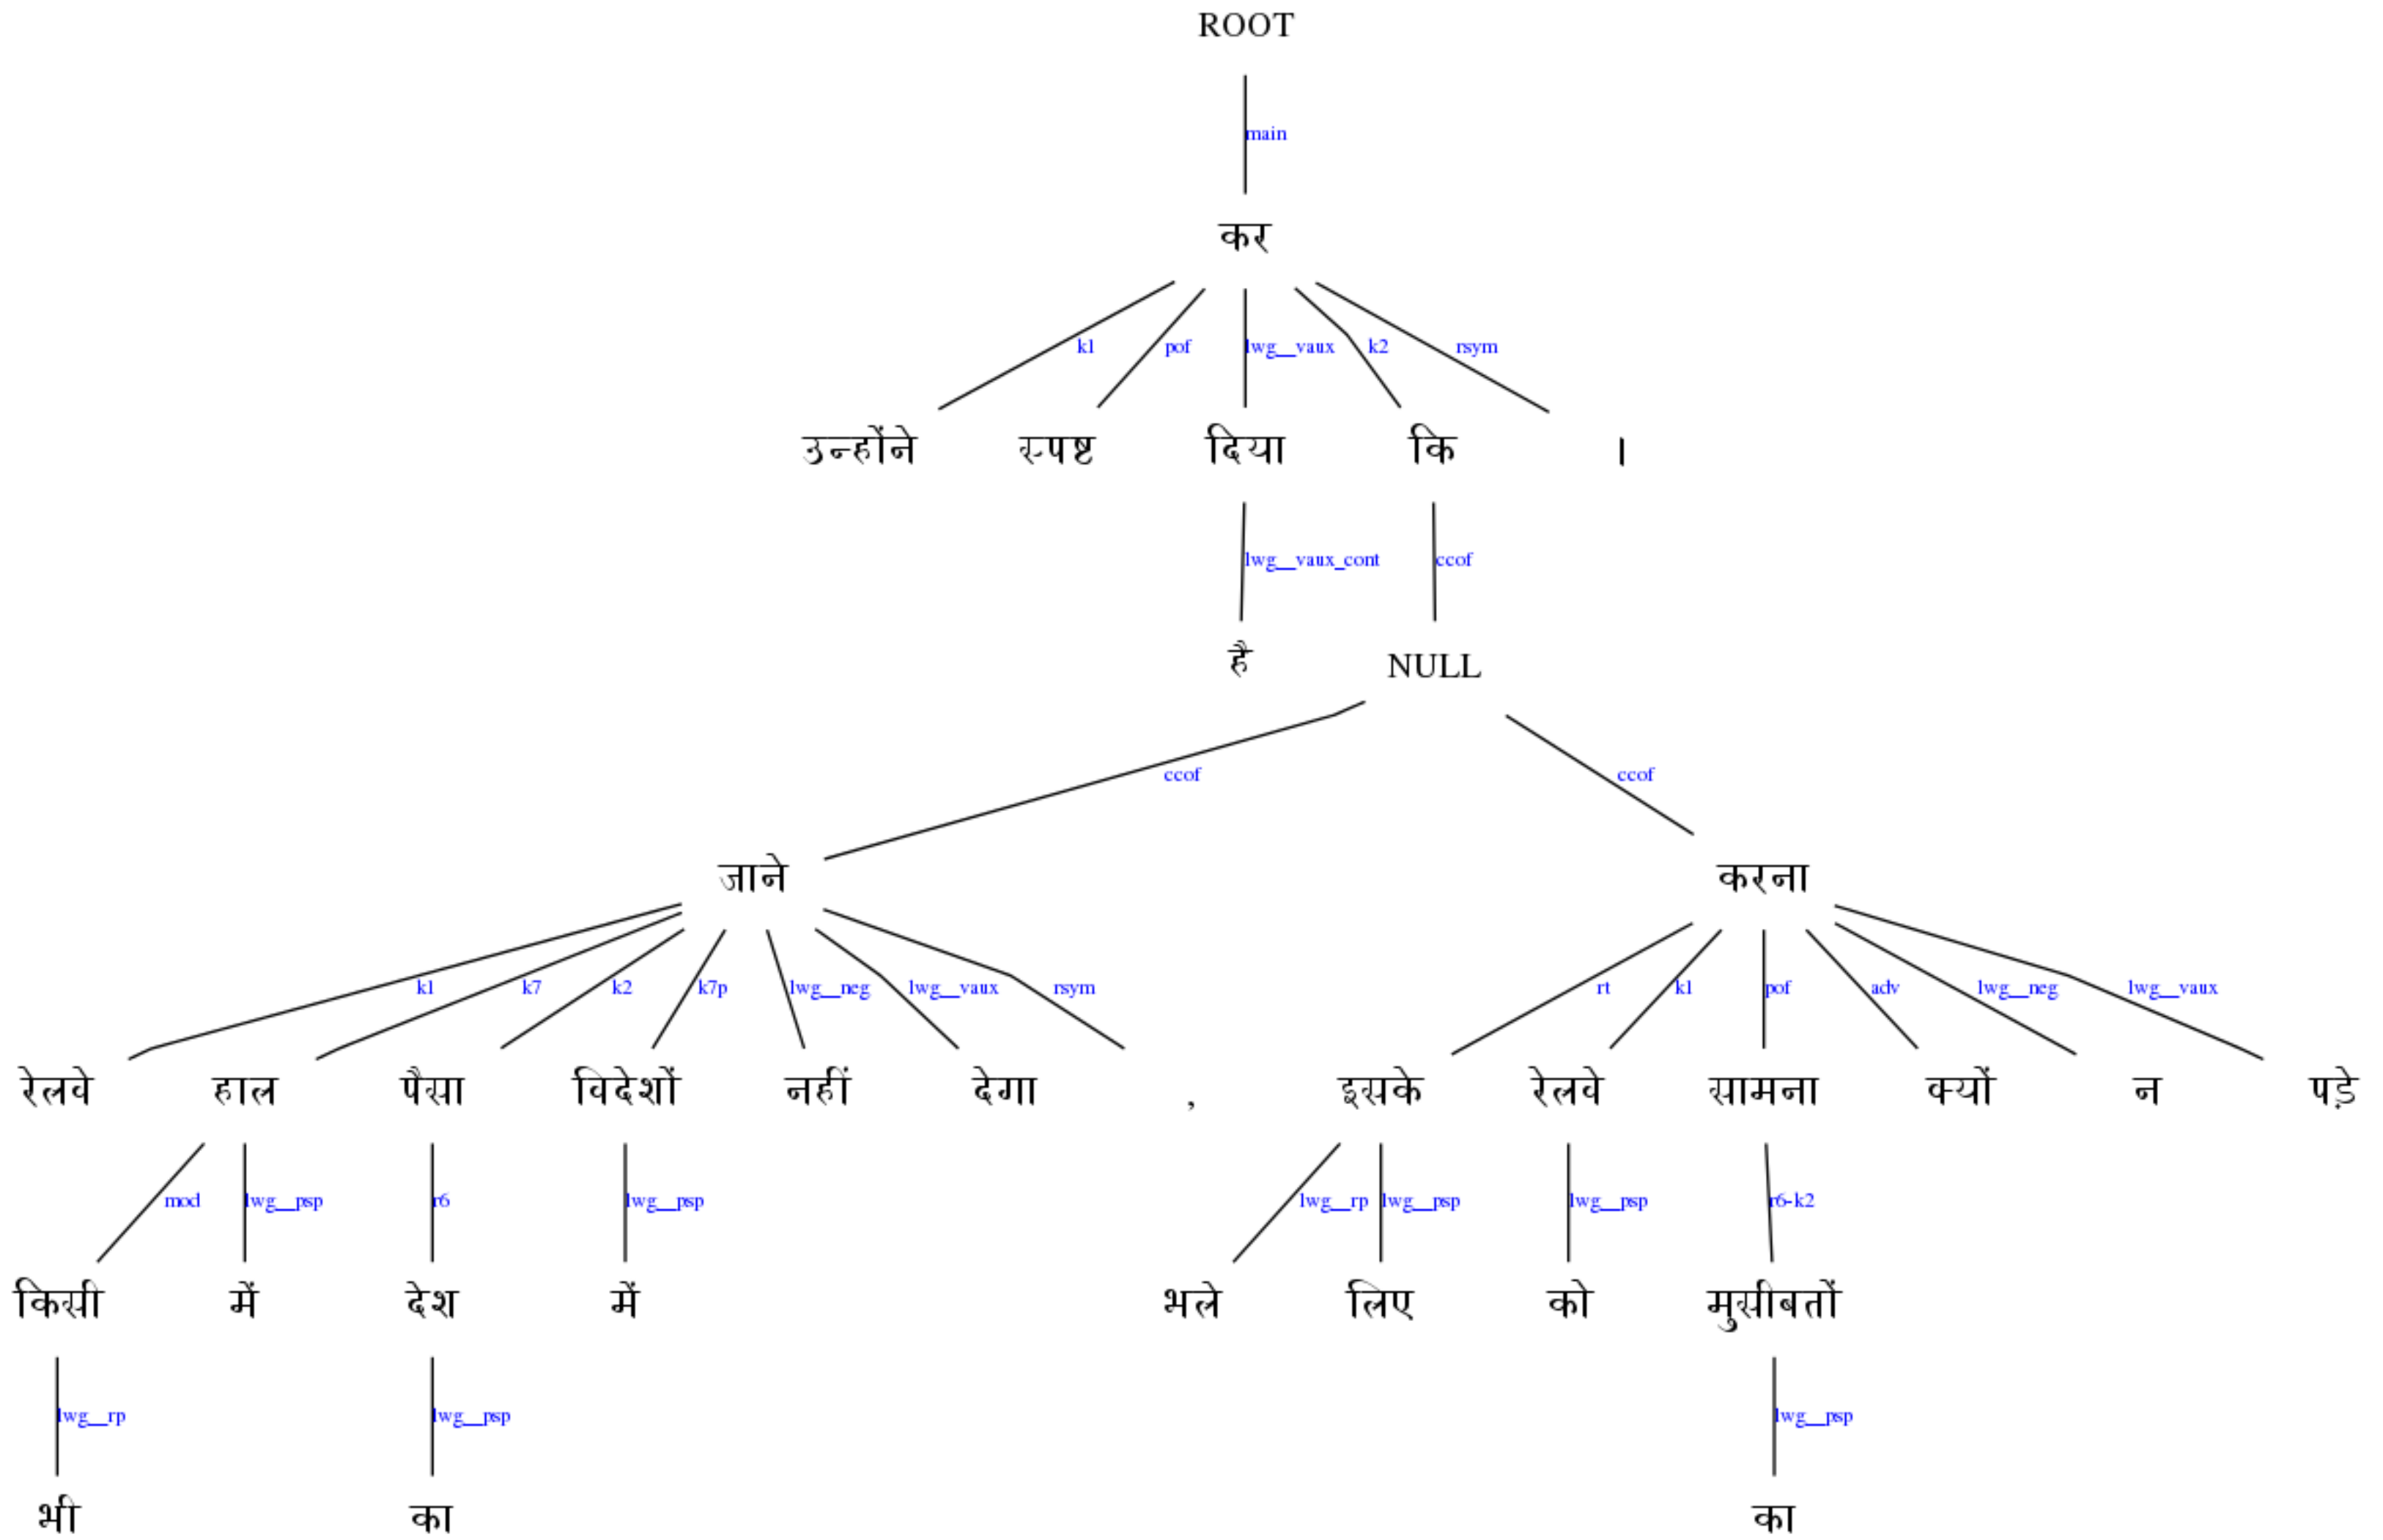 ROOT
main
कर
k1 pof lwg__vaux k2 rsym
उन्होंने स्पष्ट दिया कि ।
lwg__vaux_cont ccof
है NULL
ccof ccof
जाने करना
k1 k7 k2 k7p lwg__neg lwg__vaux rsym rt k1 pof adv lwg__neg lwg__vaux
रेलवे हाल पैसा विदेशों नहीं देगा , इसके रेलवे सामना क्यों न पड़े
mod lwg__psp r6 lwg__psp lwg__rp lwg__psp lwg__psp r6-k2
किसी में देश में भले लिए को मुसीबतों
lwg__rp lwg__psp lwg__psp
भी का का